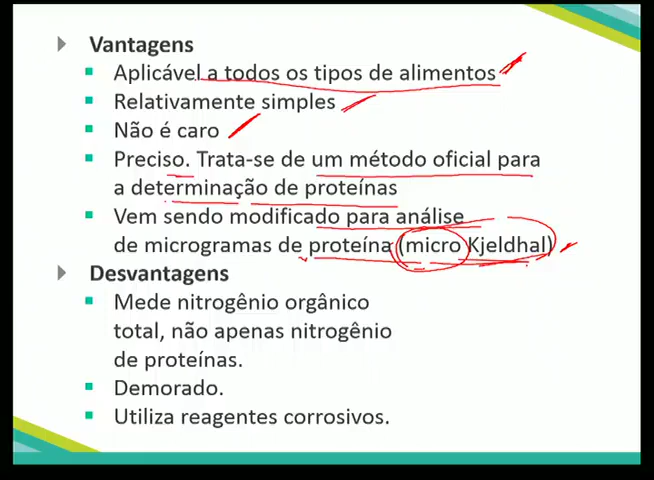 Vantagens
Aplicável a todos os tipos de alimentos
Relativamente simples
Não é caro
Preciso. Trata-se de um método oficial para
a determinação de proteínas
Vem sendo modificado para análise
de microgramas de proteína (micro Kjeldhal)
Desvantagens
Mede nitrogênio orgânico
total, não apenas nitrogênio
de proteínas.
Demorado.
Utiliza reagentes corrosivos.